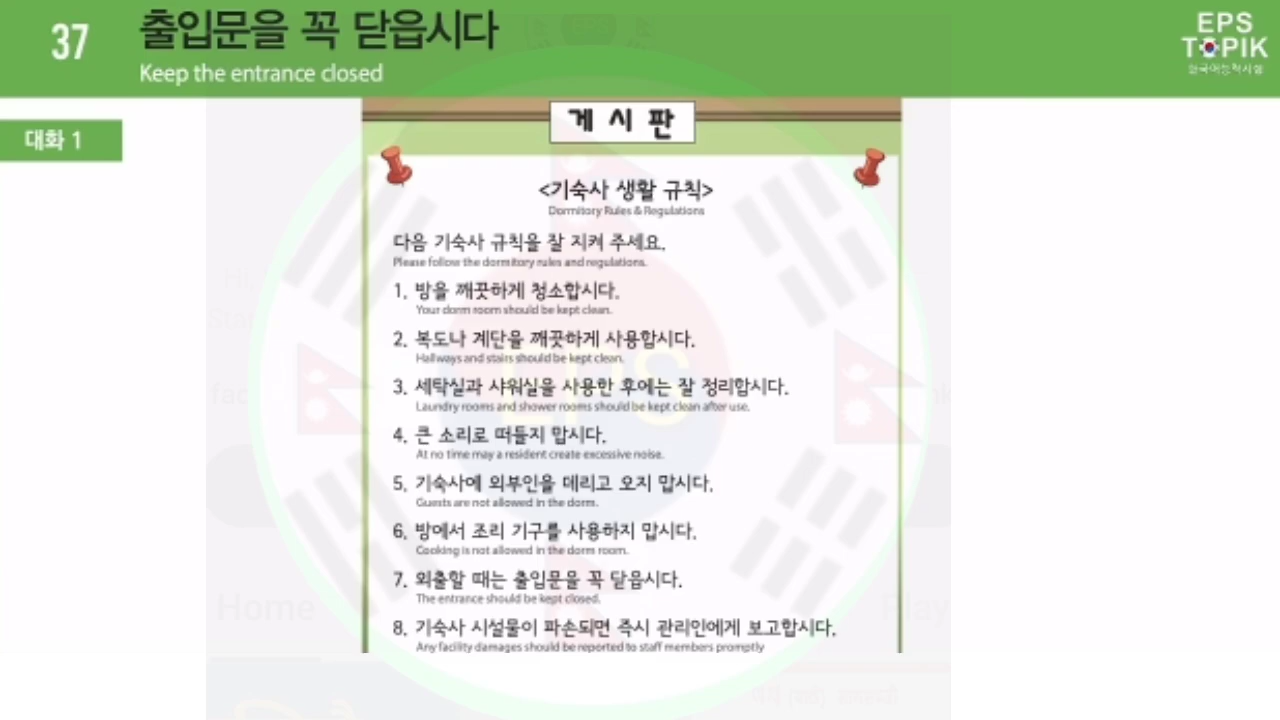 37
출입문을 꼭 닫읍시다
Keep the entrance closed
EPS
TOPIK
한국어능력시험
대화 1
게시판
<기숙사 생활 규칙>
Dormitory Rules & Regulations
다음 기숙사 규칙을 잘 지켜 주세요.
Please follow the dormitory rules and regulations.
1. 방을 깨끗하게 청소합시다.
Your dorm room should be kept clean.
2. 복도나 계단을 깨끗하게 사용합시다.
Hallways and stairs should be kept clean.
3. 세탁실과 샤워실을 사용한 후에는 잘 정리합시다.
Laundry rooms and shower rooms should be kept clean after use.
4. 큰 소리로 떠들지 맙시다.
At no time may a resident create excessive noise.
5. 기숙사에 외부인을 데리고 오지 맙시다.
Guests are not allowed in the dorm.
6. 방에서 조리 기구를 사용하지 맙시다.
Cooking is not allowed in the dorm room.
7. 외출할 때는 출입문을 꼭 닫읍시다.
The entrance should be kept closed.
8. 기숙사 시설물이 파손되면 즉시 관리인에게 보고합시다.
Any facility damages should be reported to staff members promptly
EPS
Home
Play